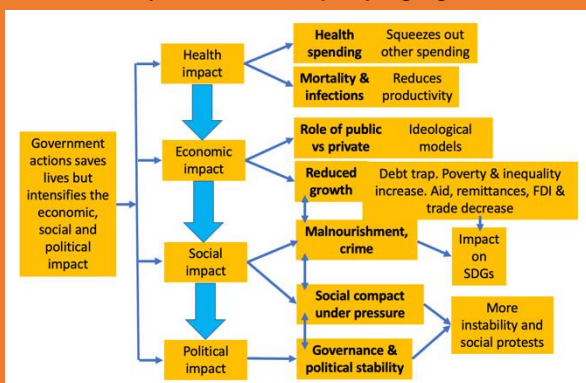 Government
actions saves
lives but
intensifies the
economic,
social and
political
impact
Health
impact
Economic
impact
Social
impact
Political
impact
Health
spending
Squeezes out
other spending
Mortality &
infections
Reduces
productivity
Role of public
vs private
Ideological
models
Reduced
growth
Debt trap. Poverty & inequality
increase. Aid, remittances, FDI &
trade decrease
Malnourishment,
crime
Impact
on
SDGs
Social compact
under pressure
More
instability and
social protests
Governance &
political stability